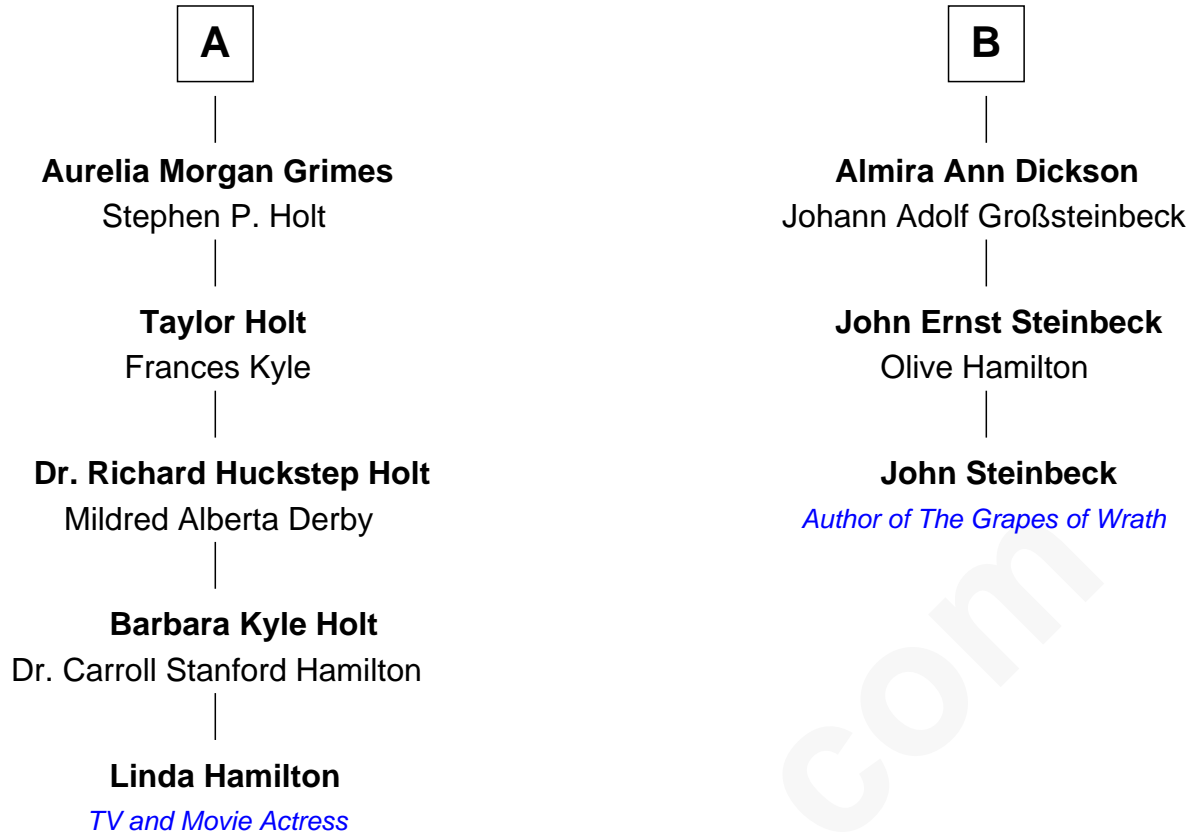 A
Aurelia Morgan Grimes
Stephen P. Holt
Taylor Holt
Frances Kyle
Dr. Richard Huckstep Holt
Mildred Alberta Derby
Barbara Kyle Holt
Dr. Carroll Stanford Hamilton
Linda Hamilton
TV and Movie Actress
B
Almira Ann Dickson
Johann Adolf Großsteinbeck
John Ernst Steinbeck
Olive Hamilton
John Steinbeck
Author of The Grapes of Wrath
com